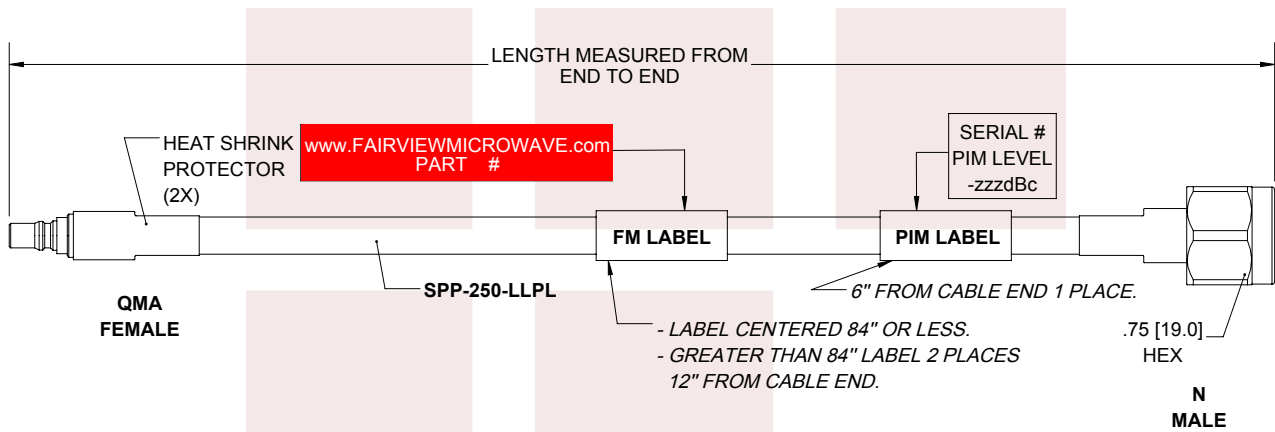 LENGTH MEASURED FROM
END TO END
HEAT SHRINK
PROTECTOR
(2X)
www.FAIRVIEWMICROWAVE.com
PART #
SERIAL #
PIM LEVEL
-zzzdBc
FM LABEL
PIM LABEL
QMA
FEMALE
SPP-250-LLPL
6" FROM CABLE END 1 PLACE.
- LABEL CENTERED 84" OR LESS.
- GREATER THAN 84" LABEL 2 PLACES
12" FROM CABLE END.
.75 [19.0]
HEX
N
MALE